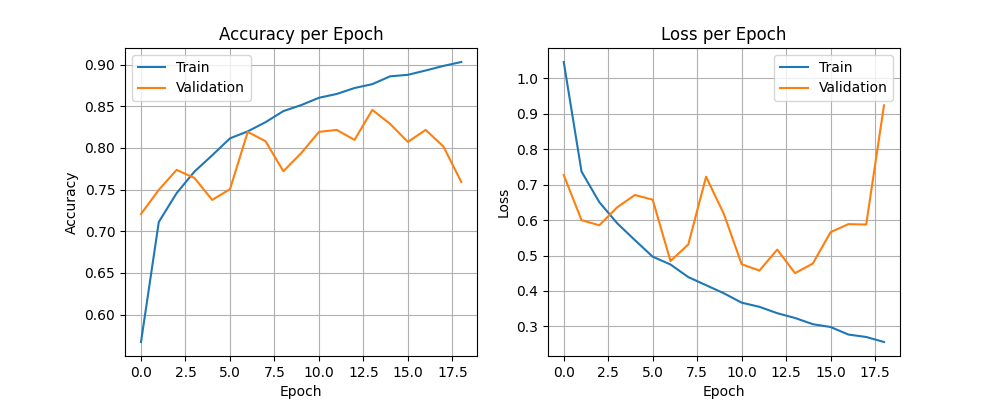 Accuracy per Epoch
Train
Validation
0.90
0.85
0.80
0.75
0.70
0.65
0.60
Accuracy
0.0 2.5 5.0 7.5 10.0 12.5 15.0 17.5
Epoch
Loss per Epoch
Train
Validation
1.0
0.9
0.8
0.7
0.6
0.5
0.4
0.3
Loss
0.0 2.5 5.0 7.5 10.0 12.5 15.0 17.5
Epoch